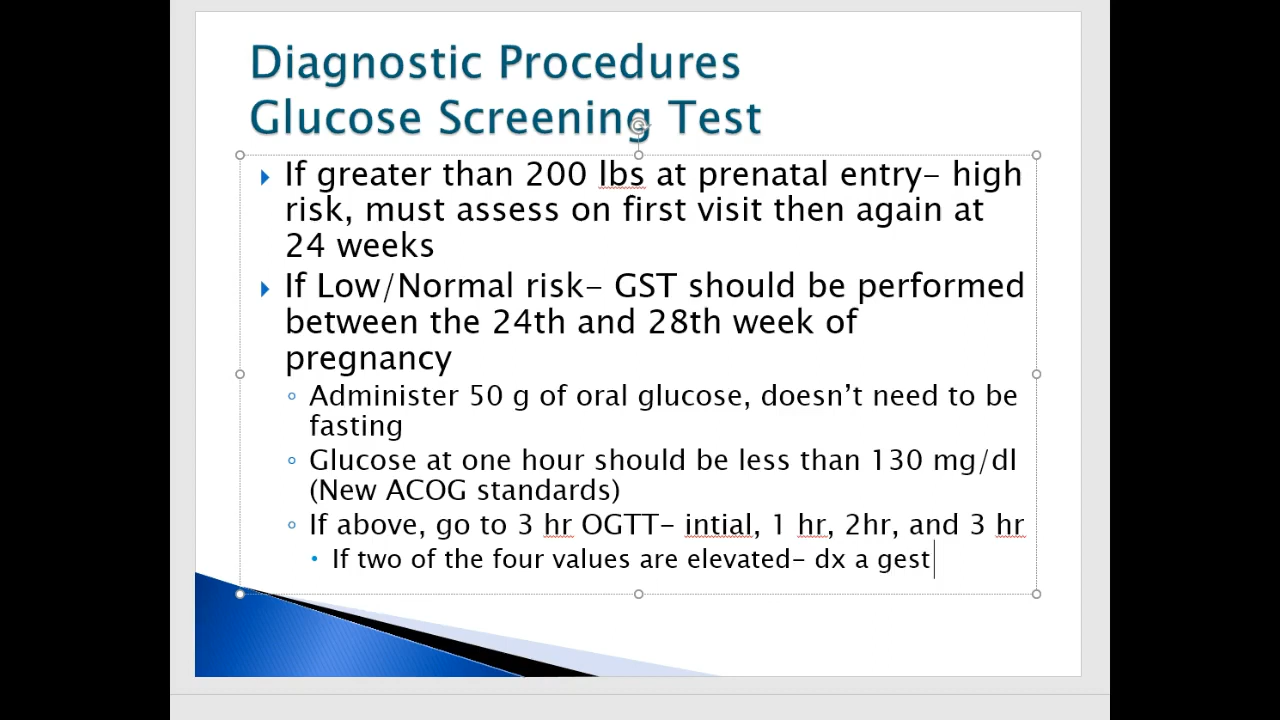 Diagnostic Procedures
Glucose Screening Test
If greater than 200 lbs at prenatal entry– high
risk, must assess on first visit then again at
24 weeks
If Low/Normal risk– GST should be performed
between the 24th and 28th week of
pregnancy
Administer 50 g of oral glucose, doesn’t need to be
fasting
Glucose at one hour should be less than 130 mg/dl
(New ACOG standards)
If above, go to 3 hr OGTT– intial, 1 hr, 2hr, and 3 hr
If two of the four values are elevated– dx a gest